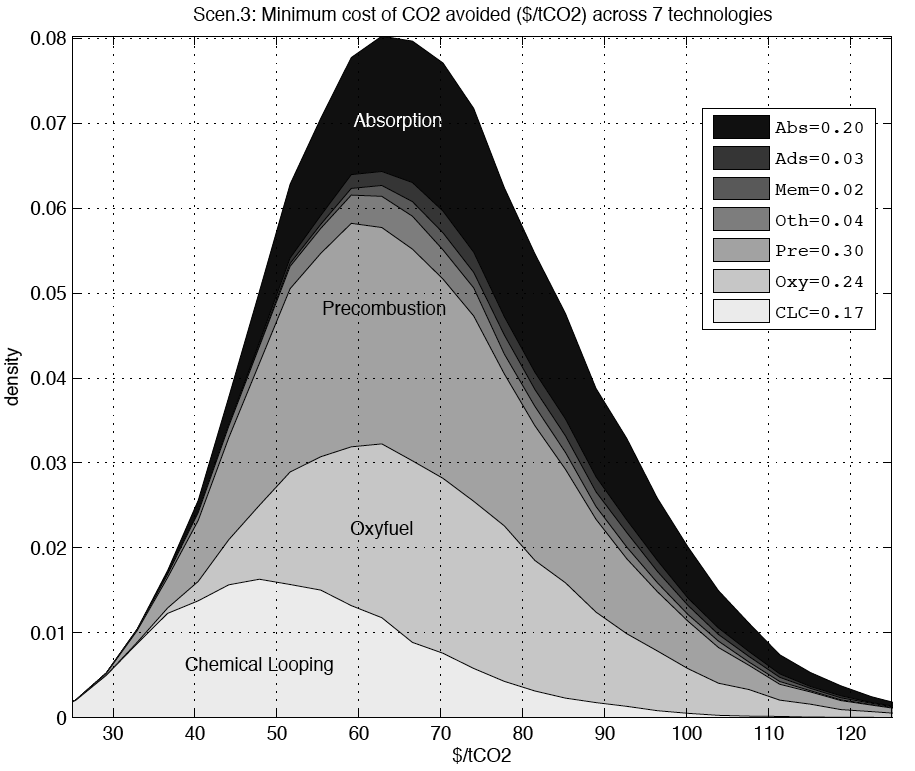 Scen.3: Minimum cost of CO2 avoided ($/tCO2) across 7 technologies
0.08
0.07
0.06
0.05
0.04
0.03
0.02
0.01
0
density
Absorption
Precombustion
Oxyfuel
Chemical Looping
Abs=0.20
Ads=0.03
Mem=0.02
Oth=0.04
Pre=0.30
Oxy=0.24
CLC=0.17
30 40 50 60 70 80 90 100 110 120
$/tCO2